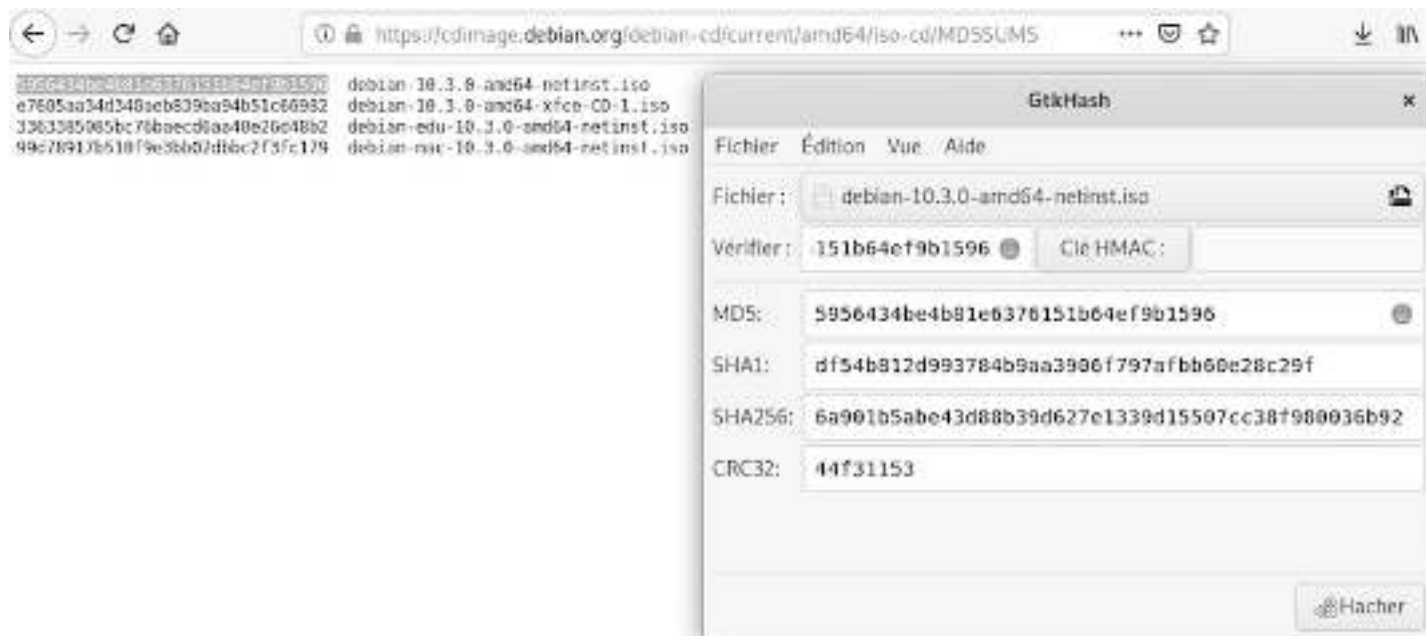 https://cdimage.debian.org/debian-cd/current/amd64/iso-cd/MD5SUMS
debian-10.3.0-amd64-netinst.iso
debian-10.3.0-amd64-xfce-CD-1.iso
debian-edu-10.3.0-amd64-netinst.iso
debian-mac-10.3.0-amd64-netinst.iso
GtkHash
Fichier Édition Vue Aide
Fichier : debian-10.3.0-amd64-netinst.iso
Vérifier : 151b64ef9b1596 Clé HMAC :
MD5: 5956434be4b81e6376151b64ef9b1596
SHA1: df54b812d993784b9aa3906f797afbb60e28c29f
SHA256: 6a901b5abe43d88b39d627e1339d15507cc38f980036b92
CRC32: 44f31153
Hacher